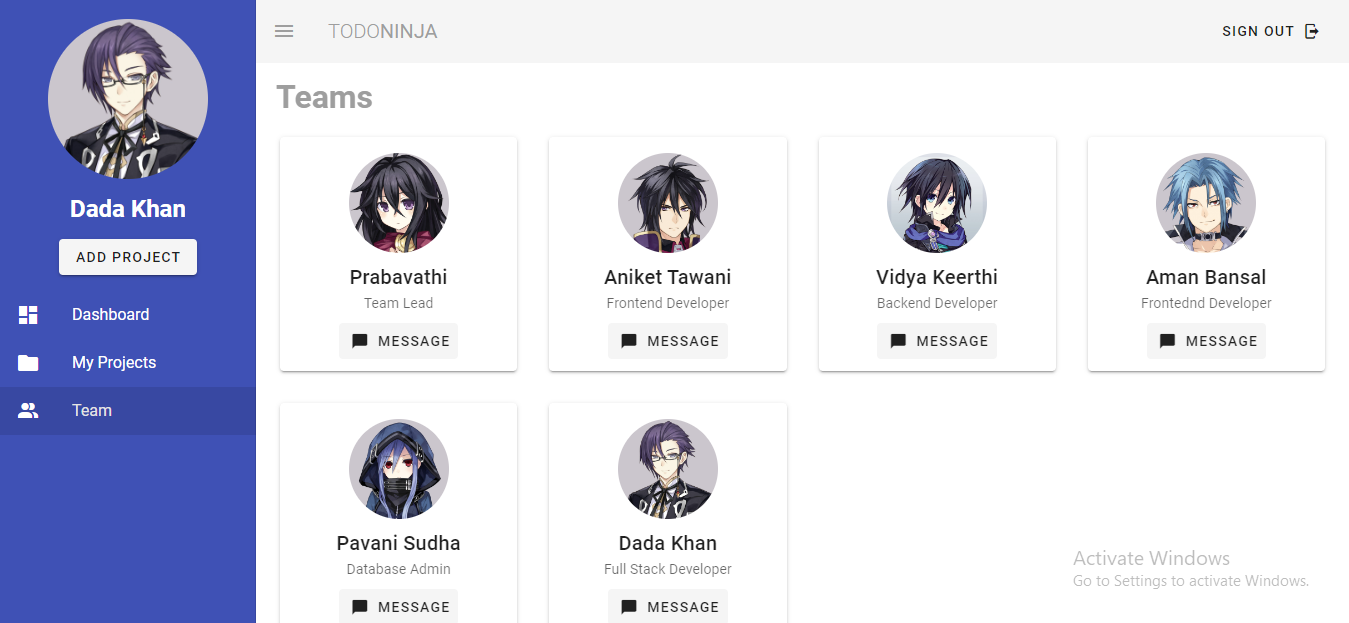 Dada Khan
ADD PROJECT
Dashboard
My Projects
Team
TODONINJA
SIGN OUT
Teams
Prabavathi
Team Lead
MESSAGE
Aniket Tawani
Frontend Developer
MESSAGE
Vidya Keerthi
Backend Developer
MESSAGE
Aman Bansal
Frontednd Developer
MESSAGE
Pavani Sudha
Database Admin
MESSAGE
Dada Khan
Full Stack Developer
MESSAGE
Activate Windows
Go to Settings to activate Windows.